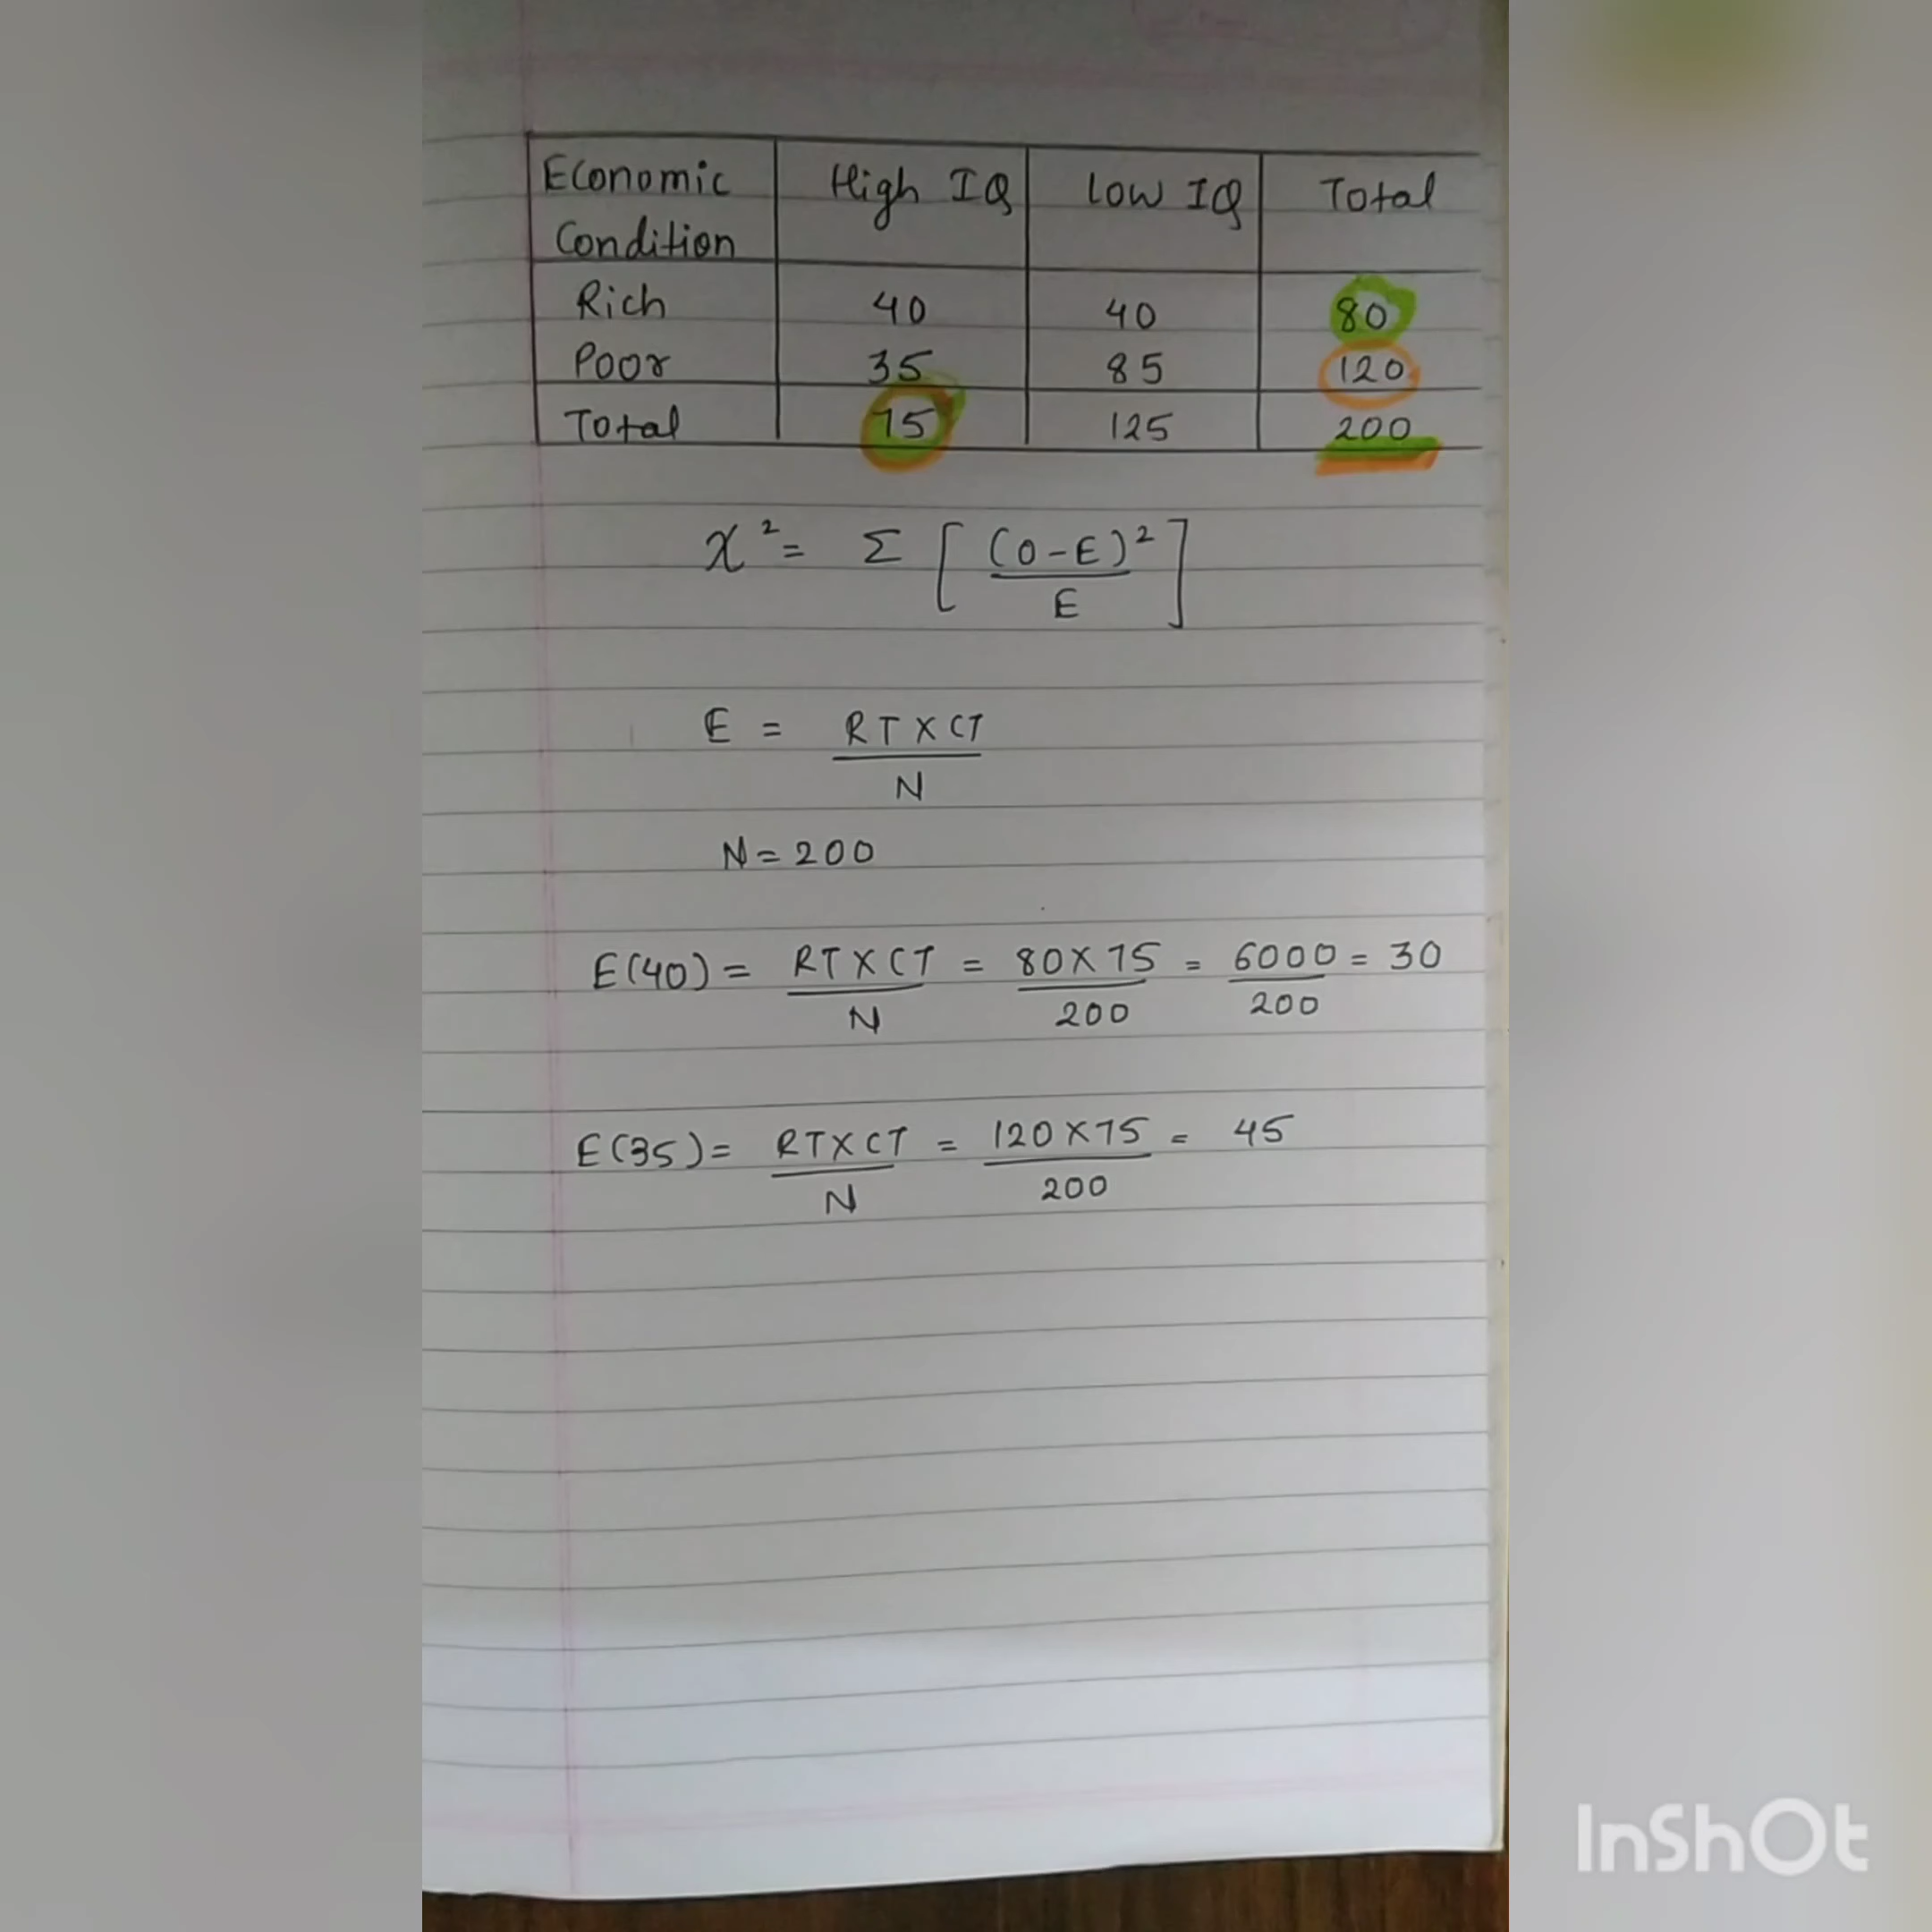 Economic Condition High IQ Low IQ Total
Rich 40 40 80
Poor 35 85 120
Total 75 125 200
χ² = Σ [ (O-E)² / E ]
E = RT X CT / N
N = 200
E(40) = RT X CT / N = 80 X 75 / 200 = 6000 / 200 = 30
E(35) = RT X CT / N = 120 X 75 / 200 = 45
InShOt